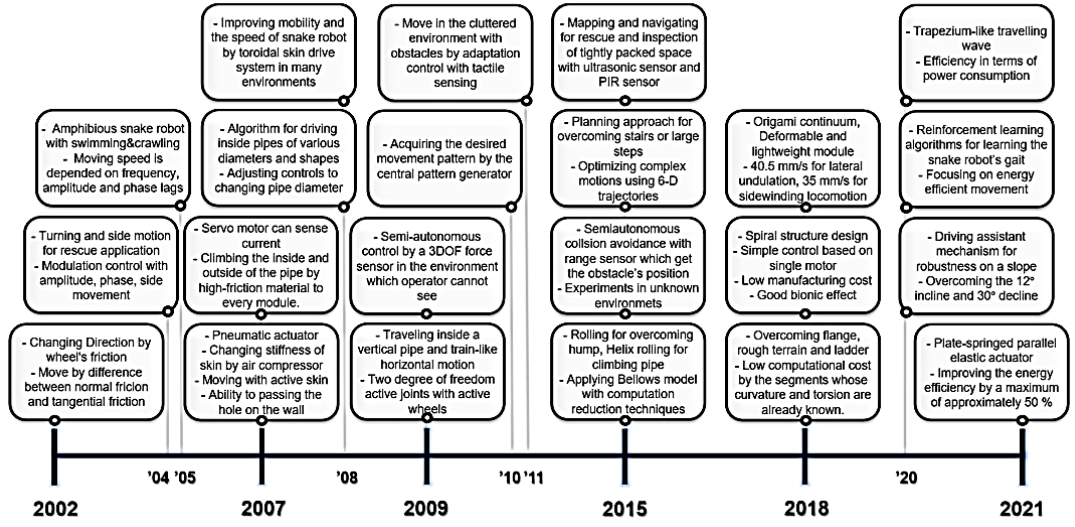 - Improving mobility and
the speed of snake robot
by toroidal skin drive
system in many
environments
- Move in the cluttered
environment with
obstacles by adaptation
control with tactile
sensing
- Mapping and navigating
for rescue and inspection
of tightly packed space
with ultrasonic sensor and
PIR sensor
- Trapezium-like travelling
wave
- Efficiency in terms of
power consumption
- Amphibious snake robot
with swimming&crawling
- Moving speed is
depended on frequency,
amplitude and phase lags
- Algorithm for driving
inside pipes of various
diameters and shapes
- Adjusting controls to
changing pipe diameter
- Acquiring the desired
movement pattern by the
central pattern generator
- Planning approach for
overcoming stairs or large
steps
- Optimizing complex
motions using 6-D
trajectories
- Origami continuum,
Deformable and
lightweight module
- 40.5 mm/s for lateral
undulation, 35 mm/s for
sidewinding locomotion
- Reinforcement learning
algorithms for learning the
snake robot's gait
- Focusing on energy
efficient movement
- Turning and side motion
for rescue application
- Modulation control with
amplitude, phase, side
movement
- Servo motor can sense
current
- Climbing the inside and
outside of the pipe by
high-friction material to
every module.
- Semi-autonomous
control by a 3DOF force
sensor in the environment
which operator cannot
see
- Semiautonomous
collsion avoidance with
range sensor which get
the obstacle's position
- Experiments in unknown
environmets
- Spiral structure design
- Simple control based on
single motor
- Low manufacturing cost
- Good bionic effect
- Driving assistant
mechanism for
robustness on a slope
- Overcoming the 12°
incline and 30° decline
- Changing Direction by
wheel's friction
- Move by difference
between normal fricion
and tangential friction
- Pneumatic actuator
- Changing stiffness of
skin by air compressor
- Moving with active skin
- Ability to passing the
hole on the wall
- Traveling inside a
vertical pipe and train-like
horizontal motion
- Two degree of freedom
active joints with active
wheels
- Rolling for overcoming
hump, Helix rolling for
climbing pipe
- Applying Bellows model
with computation
reduction techniques
- Overcoming flange,
rough terrain and ladder
- Low computational cost
by the segments whose
curvature and torsion are
already known.
- Plate-springed parallel
elastic actuator
- Improving the energy
efficiency by a maximum
of approximately 50 %
'04 '05 '08 '10 '11 '20
2002 2007 2009 2015 2018 2021